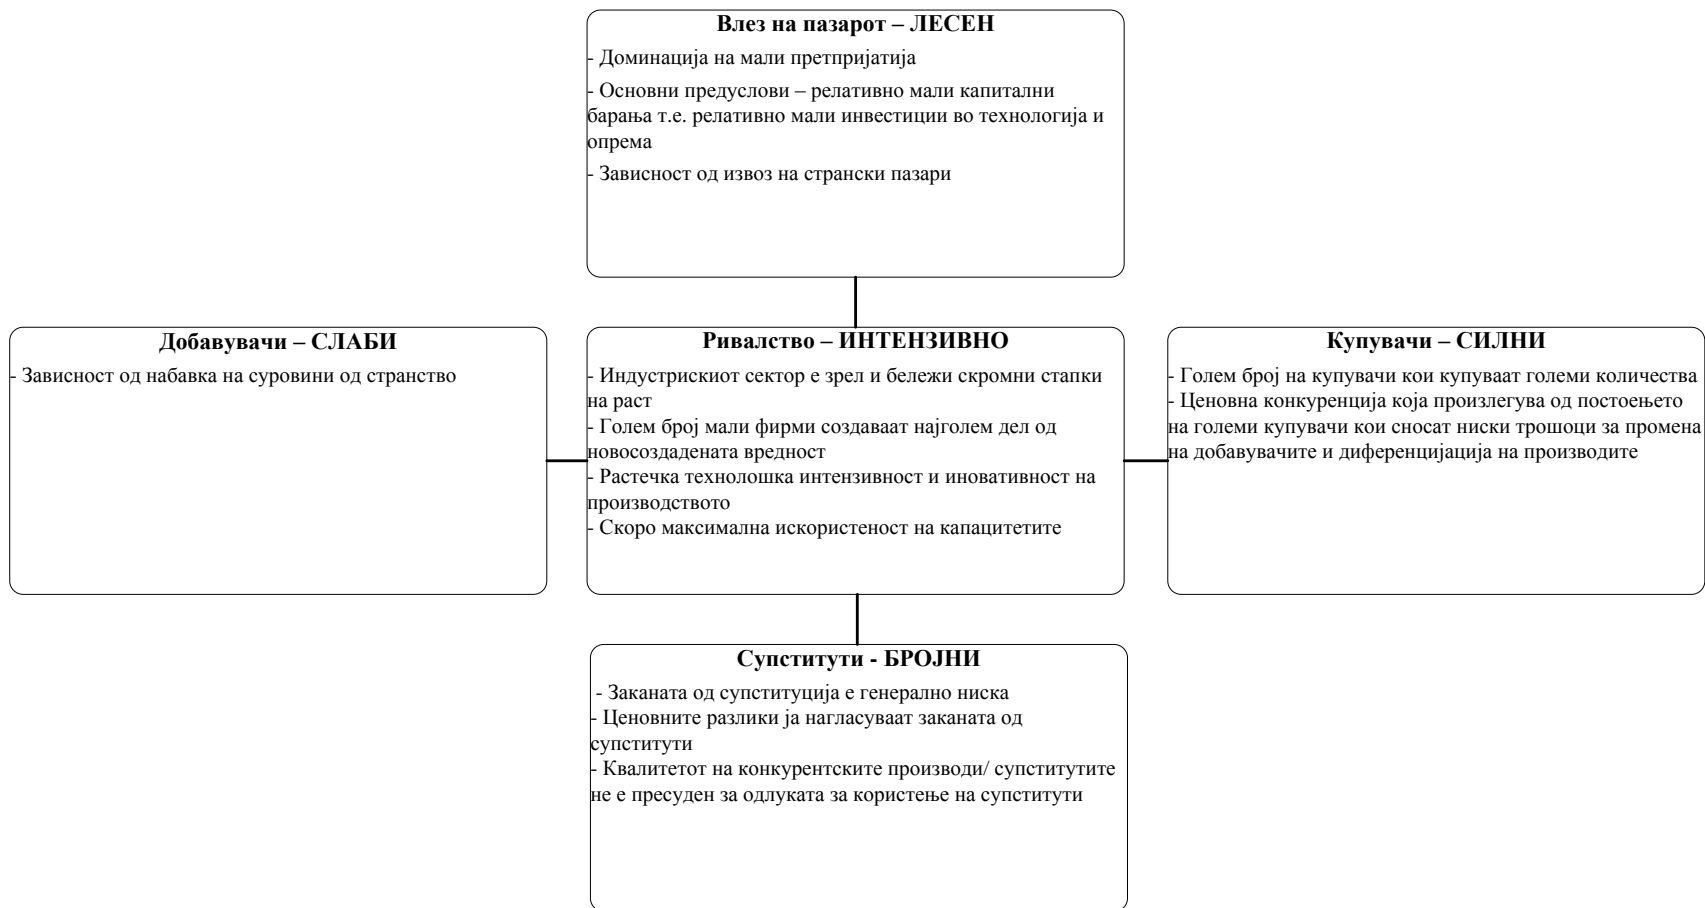 Влез на пазарот – ЛЕСЕН
- Доминација на мали претпријатија
- Основни предуслови – релативно мали капитални
барања т.е. релативно мали инвестиции во технологија и
опрема
- Зависност од извоз на странски пазари
Добавувачи – СЛАБИ
- Зависност од набавка на суровини од странство
Ривалство – ИНТЕНЗИВНО
- Индустрискиот сектор е зрел и бележи скромни стапки
на раст
- Голем број мали фирми создаваат најголем дел од
новосоздадената вредност
- Растечка технолошка интензивност и иновативност на
производството
- Скоро максимална искористеност на капацитетите
Купувачи – СИЛНИ
- Голем број на купувачи кои купуваат големи количества
- Ценовна конкуренција која произлегува од постоењето
на големи купувачи кои сносат ниски трошоци за промена
на добавувачите и диференцијација на производите
Супститути - БРОЈНИ
- Заканата од супституција е генерално ниска
- Ценовните разлики ја нагласуваат заканата од
супститути
- Квалитетот на конкурентските производи/ супститутите
не е пресуден за одлуката за користење на супститути